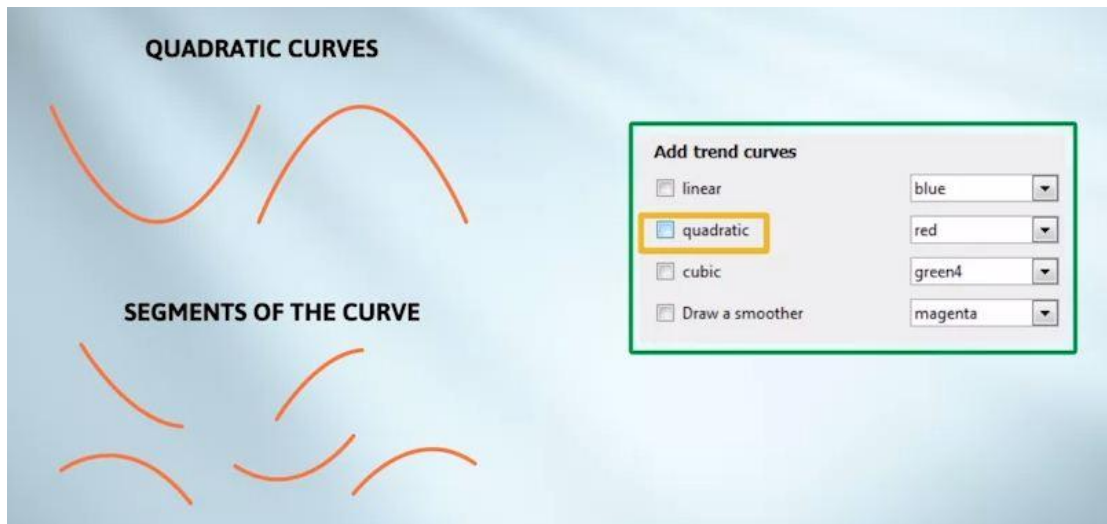 QUADRATIC CURVES
SEGMENTS OF THE CURVE
Add trend curves
linear blue
quadratic red
cubic green4
Draw a smoother magenta